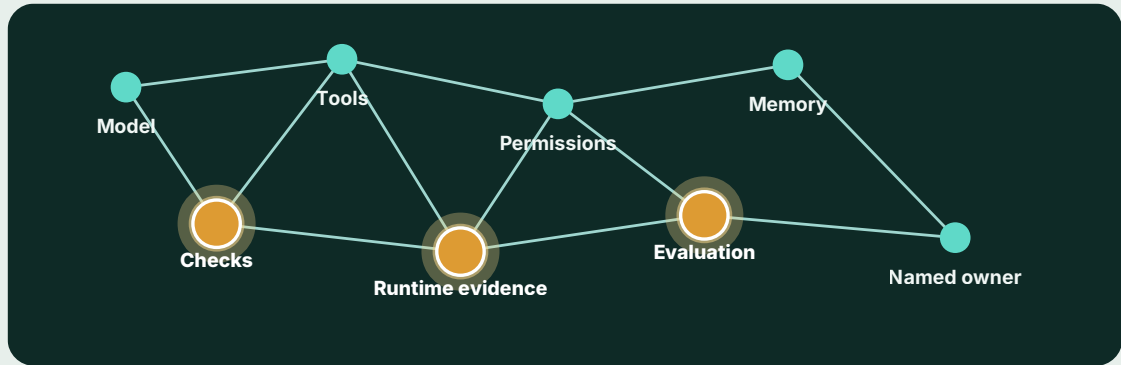 Model
Tools
Permissions
Memory
Checks
Runtime evidence
Evaluation
Named owner